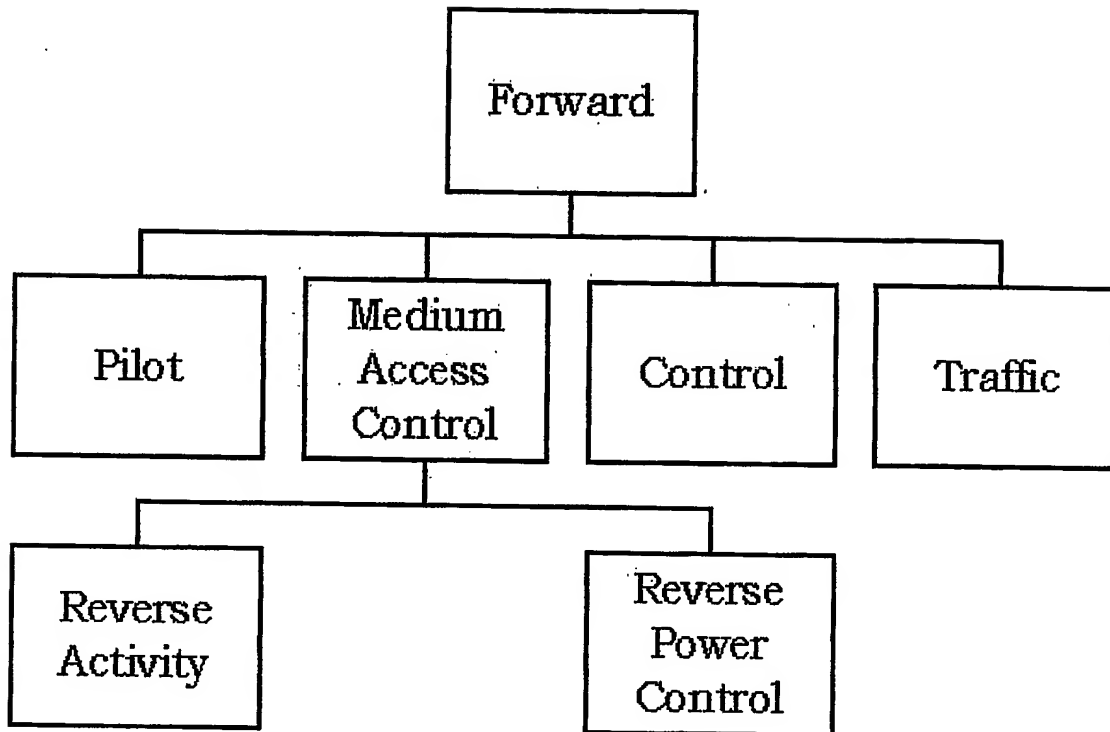 Forward
Pilot
Medium
Access
Control
Control
Traffic
Reverse
Activity
Reverse
Power
Control